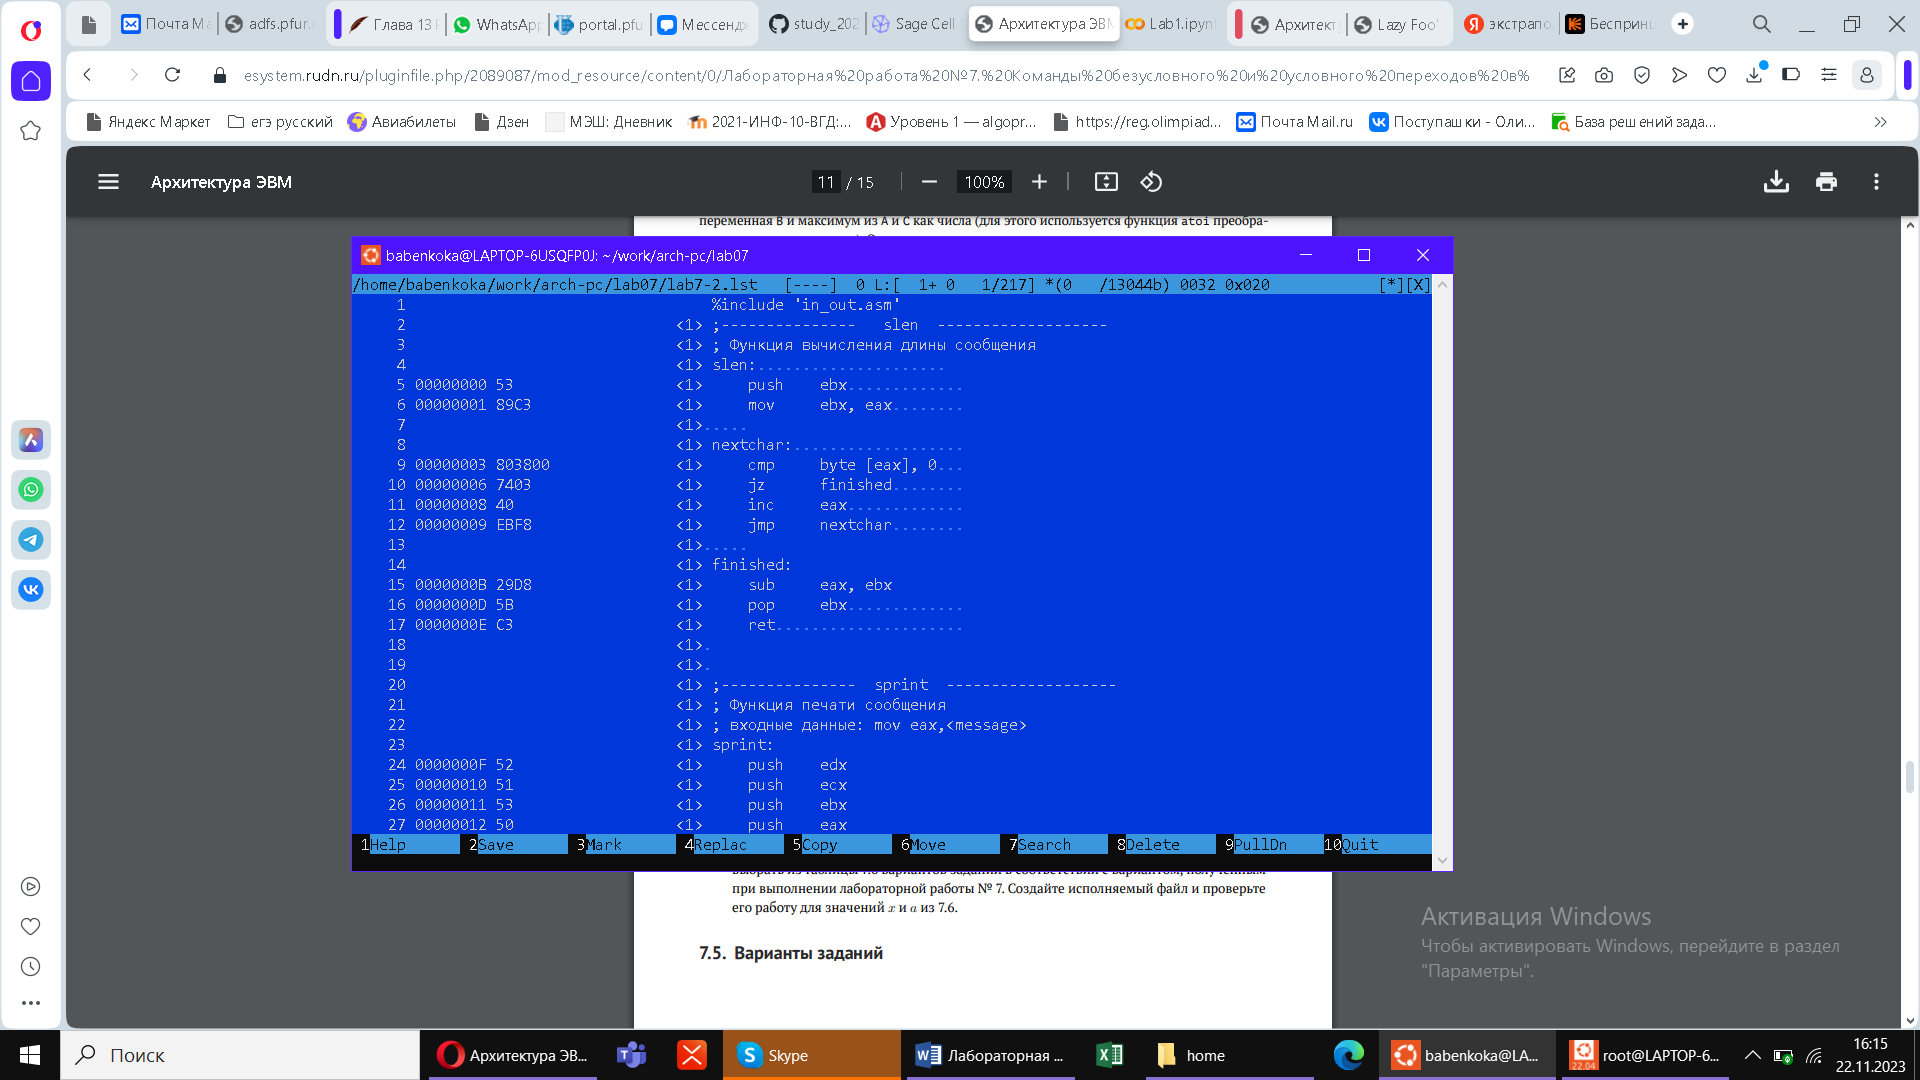 Почта Ma
adfs.pfur.r
Глава 13 F
WhatsApp
portal.pfu
Мессендж
study_202
Sage Cell
Архитектура ЭВМ
Lab1.ipyn
Архитект
Lazy Foo'
экстрапо
Бесприн
esystem.rudn.ru/pluginfile.php/2089087/mod_resource/content/0/Лабораторная%20работа%20№7.%20Команды%20безусловного%20и%20условного%20переходов%20в%
Яндекс Маркет
егэ русский
Авиабилеты
Дзен
МЭШ: Дневник
2021-ИНФ-10-ВГД:...
Уровень 1 — algopr...
https://reg.olimpiad...
Почта Mail.ru
Поступашки - Оли...
База решений зада...
Архитектура ЭВМ
11 / 15
100%
переменная B и максимум из A и C как числа (для этого используется функция atoi преобра-
babenkoka@LAPTOP-6USQFP0J: ~/work/arch-pc/lab07
/home/babenkoka/work/arch-pc/lab07/lab7-2.lst [----] 0 L:[ 1+ 0 1/217] *(0 /13044b) 0032 0x020 [*][X]
1 %include 'in_out.asm'
2 <1> ;--------------- slen -------------------
3 <1> ; Функция вычисления длины сообщения
4 <1> slen:.....................
5 00000000 53 <1> push ebx.............
6 00000001 89C3 <1> mov ebx, eax........
7 <1>.....
8 <1> nextchar:...................
9 00000003 803800 <1> cmp byte [eax], 0...
10 00000006 7403 <1> jz finished........
11 00000008 40 <1> inc eax.............
12 00000009 EBF8 <1> jmp nextchar........
13 <1>.....
14 <1> finished:
15 0000000B 29D8 <1> sub eax, ebx
16 0000000D 5B <1> pop ebx.............
17 0000000E C3 <1> ret.....................
18 <1>.
19 <1>.
20 <1> ;--------------- sprint -------------------
21 <1> ; Функция печати сообщения
22 <1> ; входные данные: mov eax,<message>
23 <1> sprint:
24 0000000F 52 <1> push edx
25 00000010 51 <1> push ecx
26 00000011 53 <1> push ebx
27 00000012 50 <1> push eax
1Help 2Save 3Mark 4Replac 5Copy 6Move 7Search 8Delete 9PullDn 10Quit
выбрать из таблицы 7.6 вариантов заданий в соответствии с вариантом, полученным
при выполнении лабораторной работы № 7. Создайте исполняемый файл и проверьте
его работу для значений x и a из 7.6.
7.5. Варианты заданий
Активация Windows
Чтобы активировать Windows, перейдите в раздел
"Параметры".
Поиск
Архитектура ЭВ...
Skype
Лабораторная ...
home
babenkoka@LA...
22.04
root@LAPTOP-6...
16:15
22.11.2023